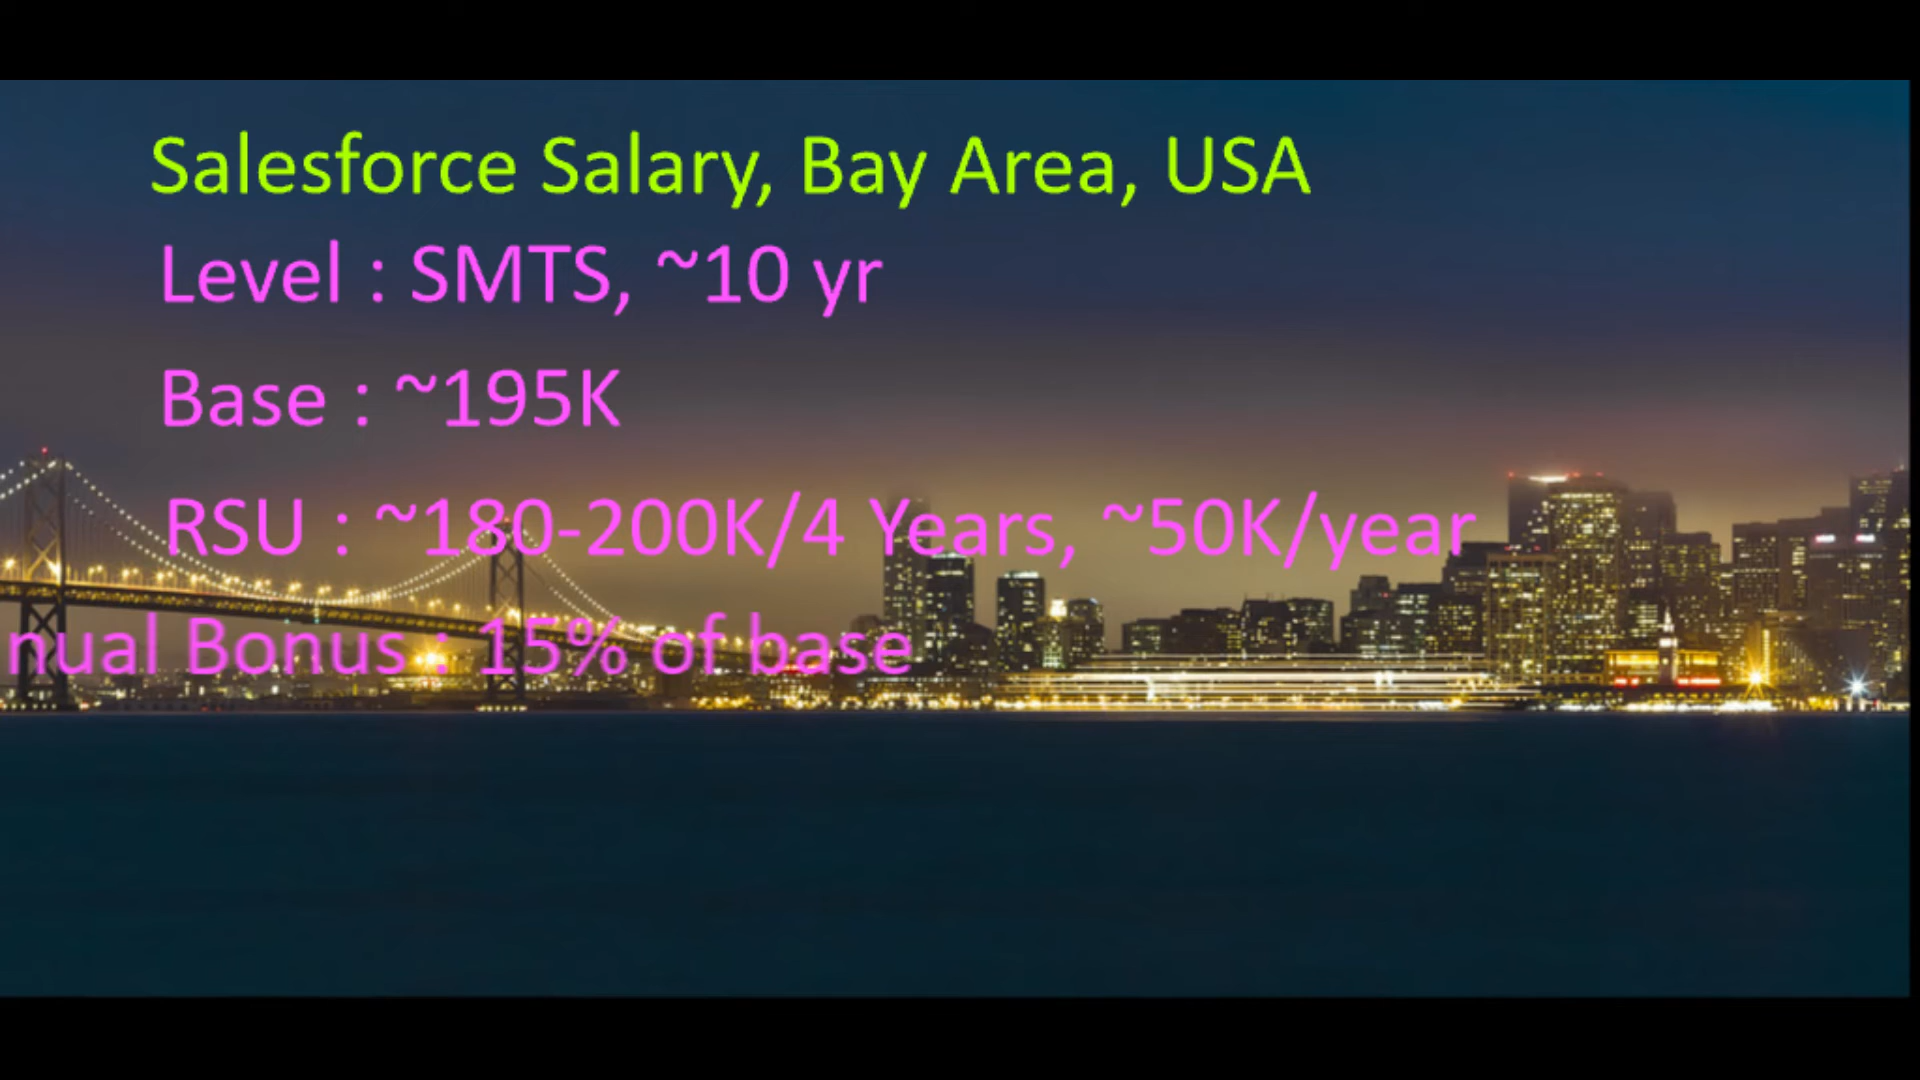 Salesforce Salary, Bay Area, USA
Level : SMTS, ~10 yr
Base : ~195K
RSU : ~180-200K/4 Years, ~50K/year
nual Bonus : 15% of base